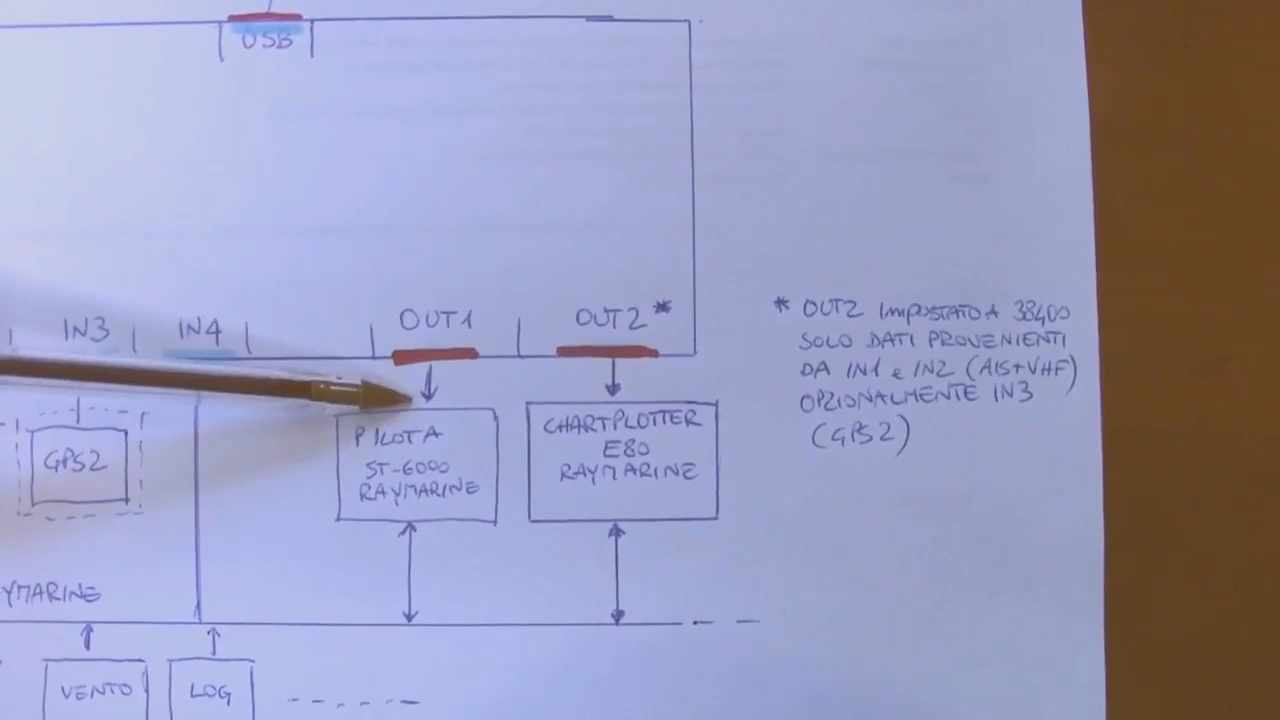 USB
IN3
IN4
OUT1
OUT2 *
* OUT2 IMPOSTATO A 38400
SOLO DATI PROVENIENTI
DA IN1 e IN2 (AIS+VHF)
OPZIONALMENTE IN3
(GPS2)
GPS2
PILOTA
ST-6000
RAYMARINE
CHARTPLOTTER
E80
RAYMARINE
YMARINE
VENTO
LOG